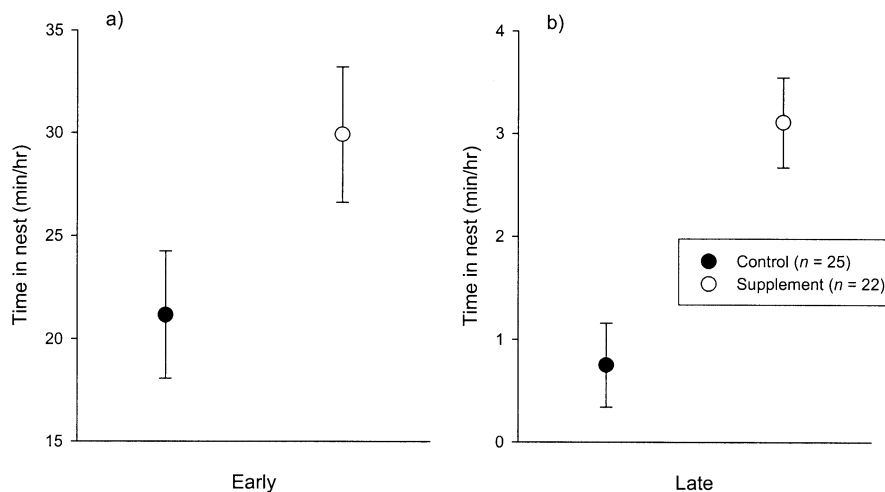 a)
Time in nest (min/hr)
35
30
25
20
15
Early
b)
Time in nest (min/hr)
4
3
2
1
0
Control (n = 25)
Supplement (n = 22)
Late